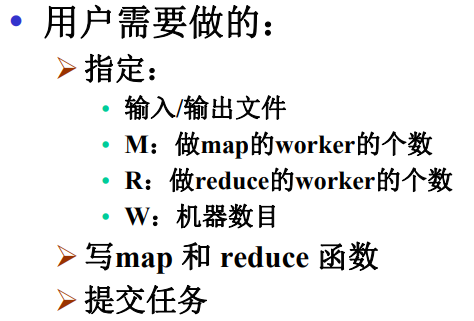 用户需要做的：
指定：
输入/输出文件
M：做map的worker的个数
R：做reduce的worker的个数
W：机器数目
写map 和 reduce 函数
提交任务